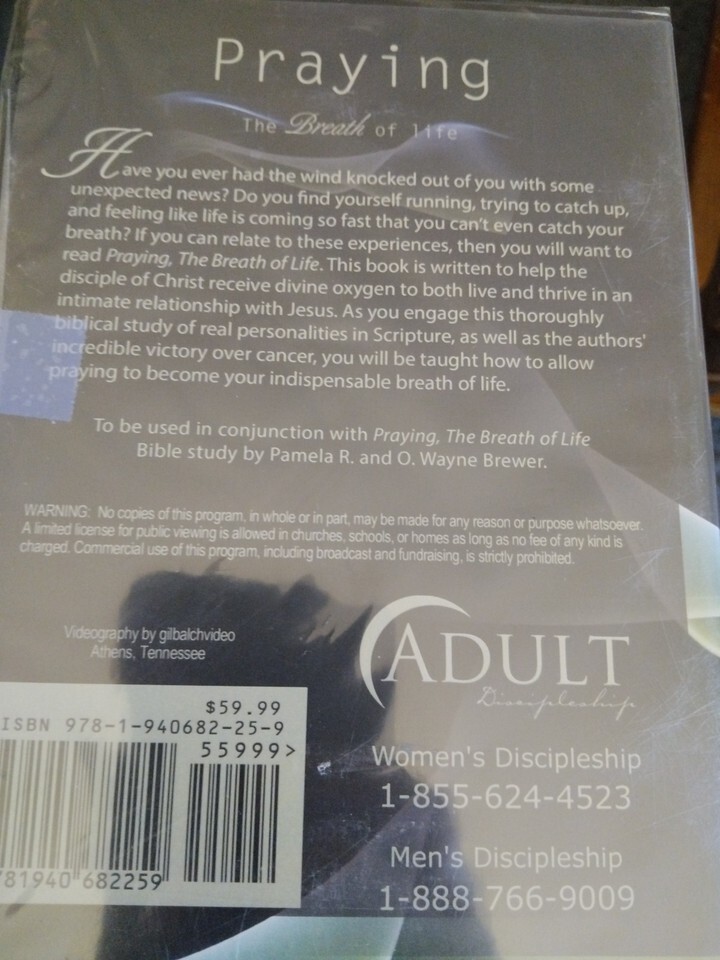 Praying
The Breath of life
Have you ever had the wind knocked out of you with some
unexpected news? Do you find yourself running, trying to catch up,
and feeling like life is coming so fast that you can't even catch your
breath? If you can relate to these experiences, then you will want to
read Praying, The Breath of Life. This book is written to help the
disciple of Christ receive divine oxygen to both live and thrive in an
intimate relationship with Jesus. As you engage this thoroughly
biblical study of real personalities in Scripture, as well as the authors'
incredible victory over cancer, you will be taught how to allow
praying to become your indispensable breath of life.
To be used in conjunction with Praying, The Breath of Life
Bible study by Pamela R. and O. Wayne Brewer.
WARNING: No copies of this program, in whole or in part, may be made for any reason or purpose whatsoever.
A limited license for public viewing is allowed in churches, schools, or homes as long as no fee of any kind is
charged. Commercial use of this program, including broadcast and fundraising, is strictly prohibited.
Videography by gilbalchvideo
Athens, Tennessee
ADULT
Discipleship
$59.99
ISBN 978-1-940682-25-9
55999>
781940 682259
Women's Discipleship
1-855-624-4523
Men's Discipleship
1-888-766-9009